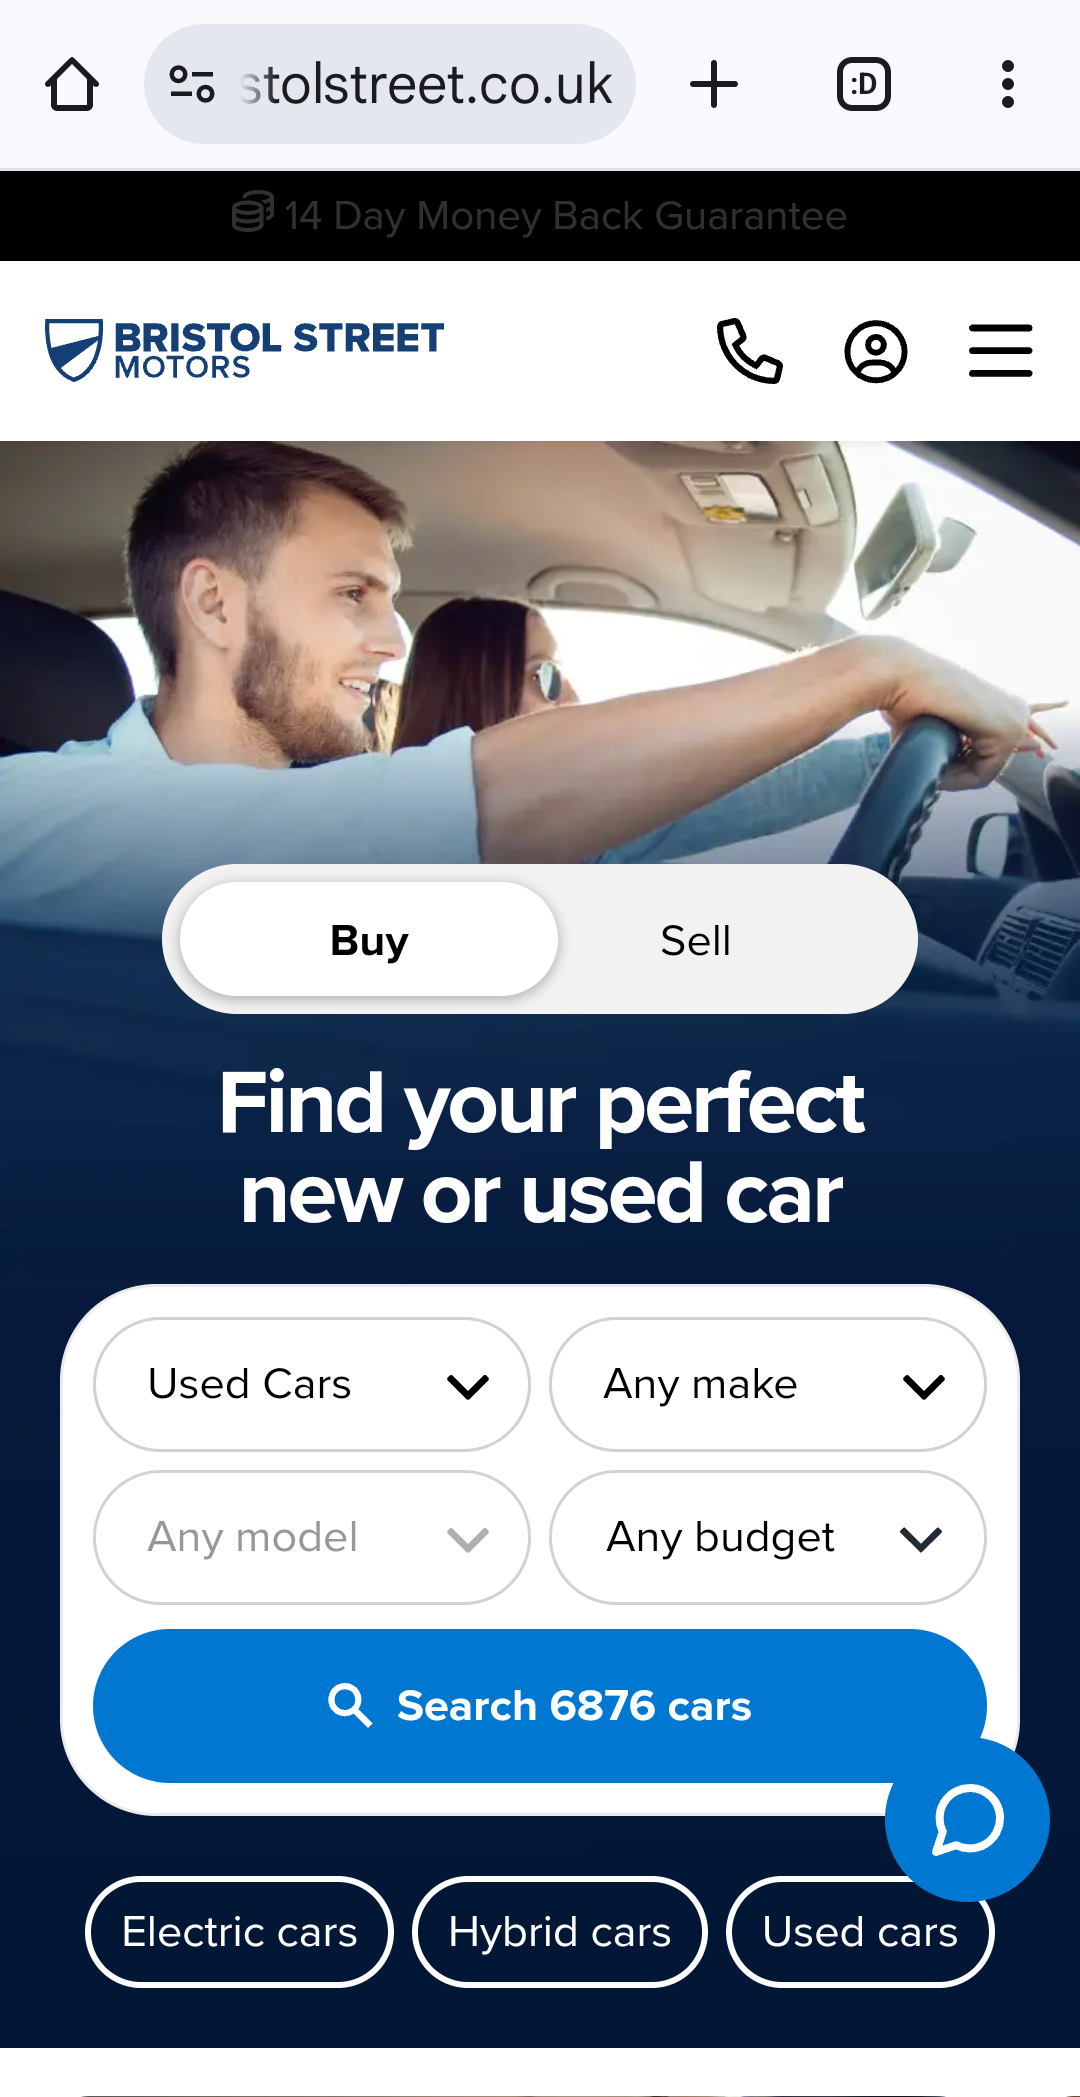 stolstreet.co.uk
:D
14 Day Money Back Guarantee
BRISTOL STREET
MOTORS
Buy
Sell
Find your perfect
new or used car
Used Cars
Any make
Any model
Any budget
Search 6876 cars
Electric cars
Hybrid cars
Used cars